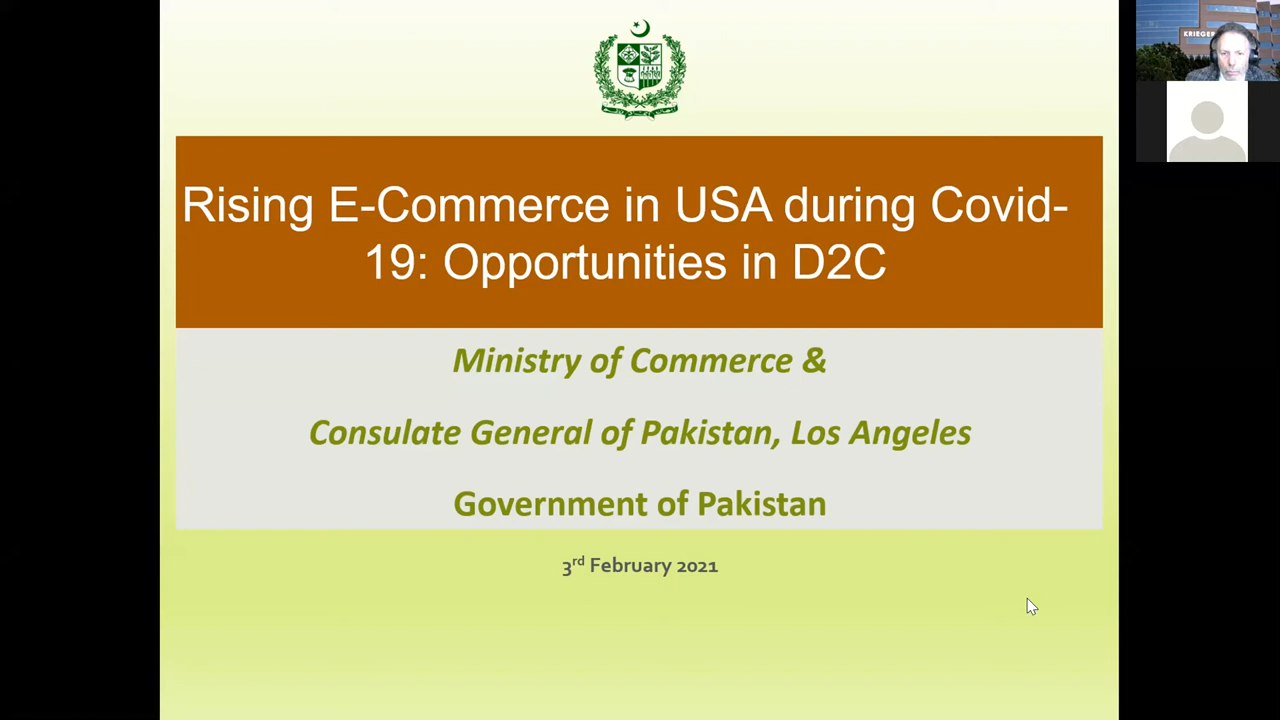 KRIEGER
Rising E-Commerce in USA during Covid-
19: Opportunities in D2C
Ministry of Commerce &
Consulate General of Pakistan, Los Angeles
Government of Pakistan
3rd February 2021